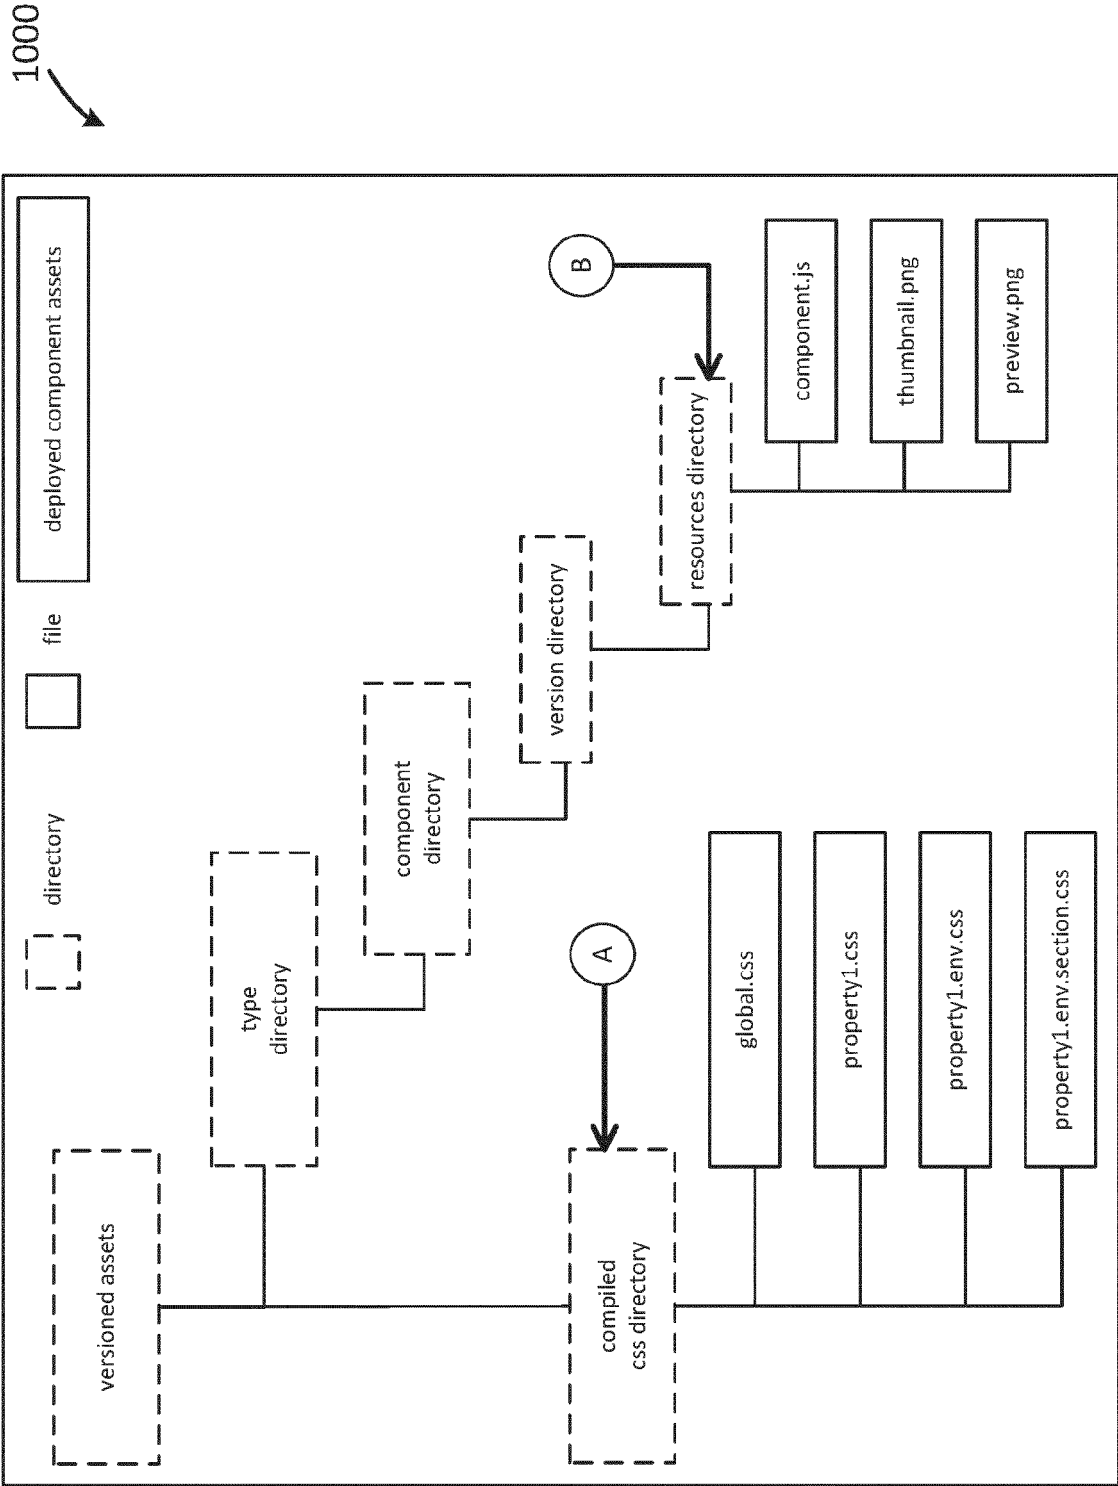 1000
directory
file
deployed component assets
versioned assets
type
directory
component
directory
version directory
B
resources directory
component.js
thumbnail.png
preview.png
A
compiled
css directory
global.css
property1.css
property1.env.css
property1.env.section.css